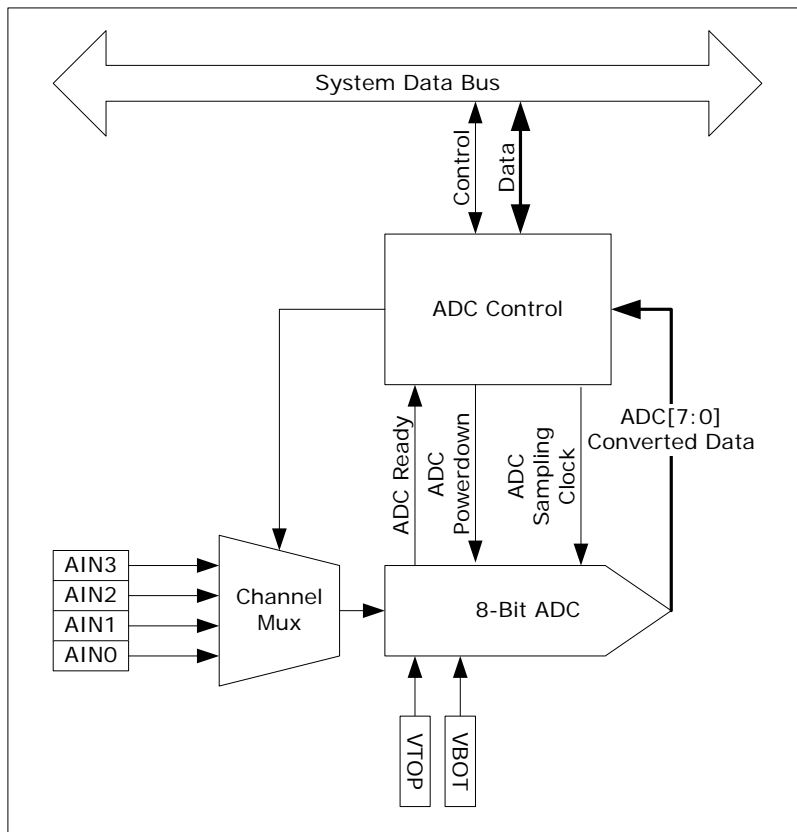 System Data Bus
Control
Data
ADC Control
ADC Ready
ADC
Powerdown
ADC
Sampling
Clock
ADC[7:0]
Converted Data
AIN3
AIN2
AIN1
AIN0
Channel
Mux
8-Bit ADC
VTOP
VBOT